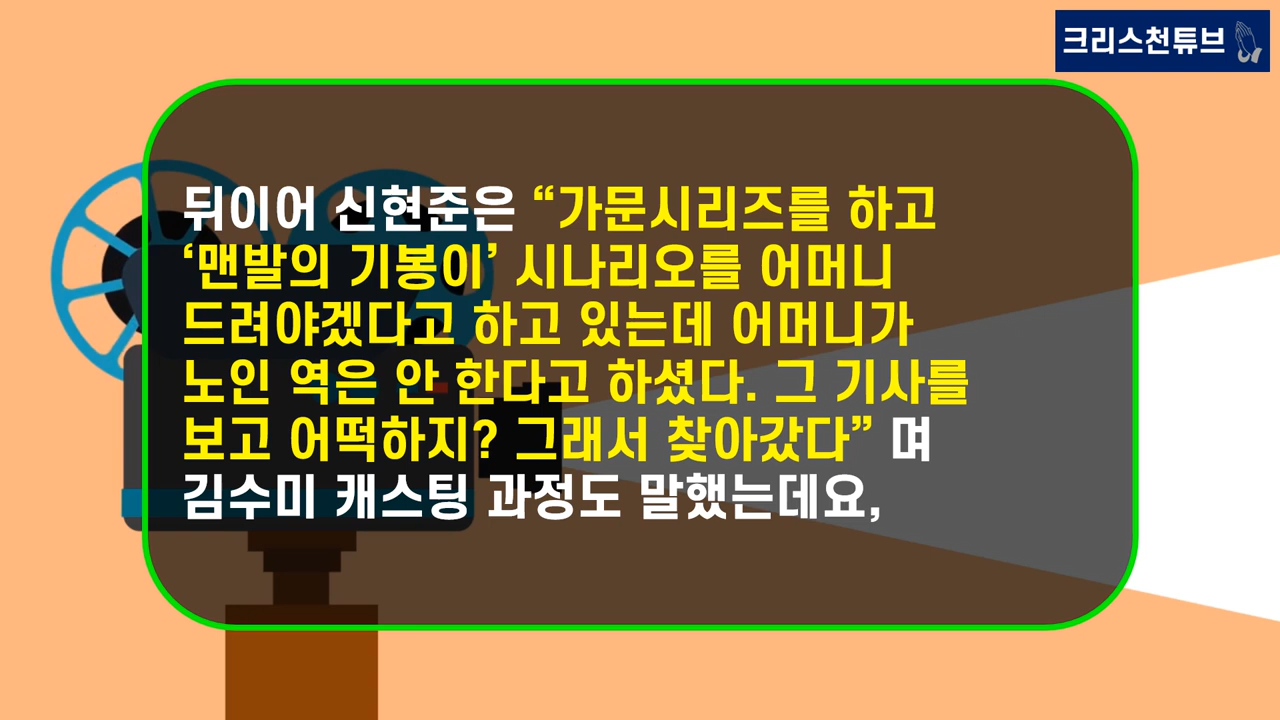 크리스천튜브
뒤이어 신현준은 “가문시리즈를 하고
‘맨발의 기봉이’ 시나리오를 어머니
드려야겠다고 하고 있는데 어머니가
노인 역은 안 한다고 하셨다. 그 기사를
보고 어떡하지? 그래서 찾아갔다” 며
김수미 캐스팅 과정도 말했는데요,